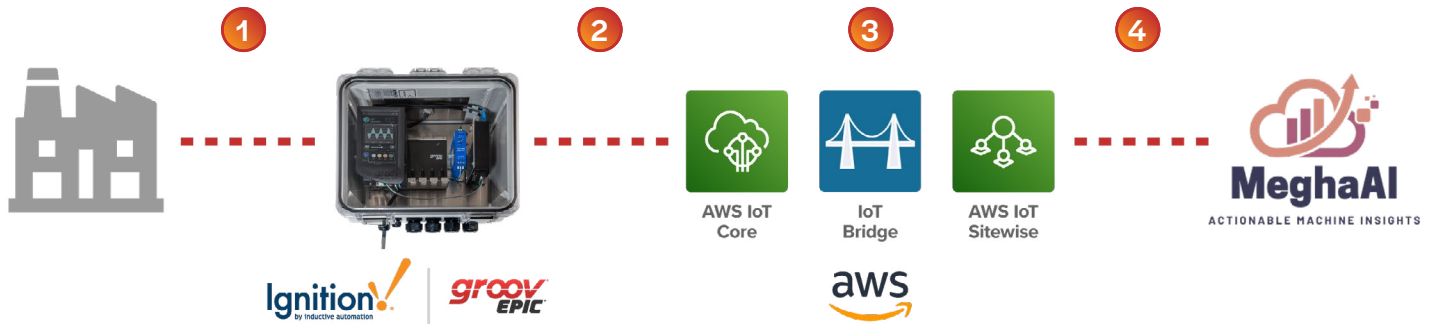 1
2
3
4
groov
AWS IoT
Core
IoT
Bridge
AWS IoT
Sitewise
MeghaAI
ACTIONABLE MACHINE INSIGHTS
Ignition!
by inductive automation
groov
EPIC
aws